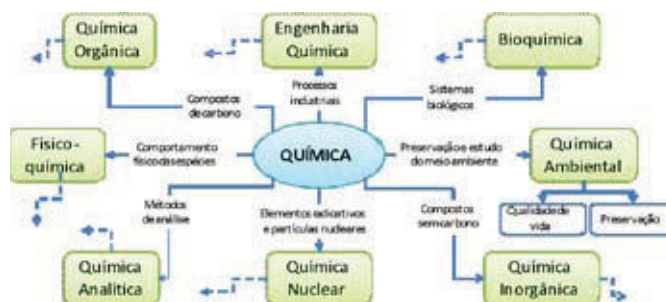 Química
Orgânica
Engenharia
Química
Bioquímica
Compostos
de carbono
Processos
industriais
Sistemas
biológicos
Físico-
química
Comportamento
físico das espécies
QUÍMICA
Preservação e estudo
do meio ambiente
Química
Ambiental
Métodos
de análise
Elementos radicativos
e partículas nucleares
Compostos
sem carbono
Qualidade de
vida
Preservação
Química
Analítica
Química
Nuclear
Química
Inorgânica